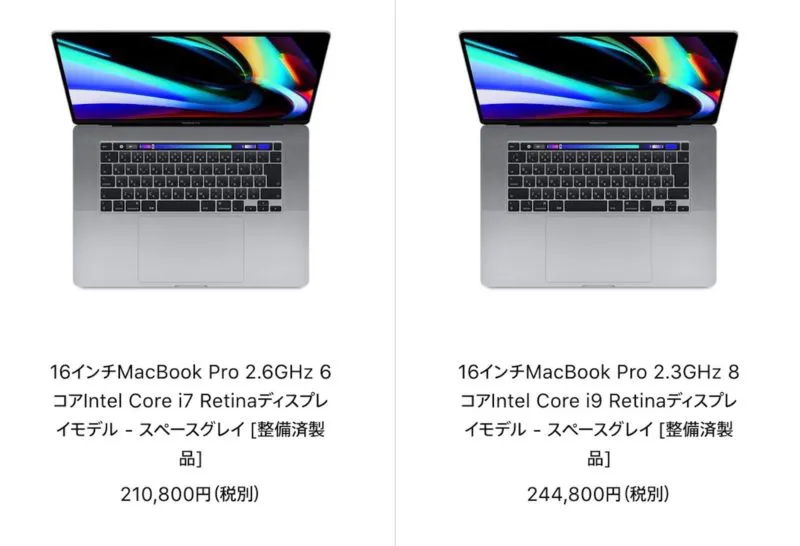 16インチMacBook Pro 2.6GHz 6
コアIntel Core i7 Retinaディスプレ
イモデル - スペースグレイ [整備済製
品]
210,800円(税別)
16インチMacBook Pro 2.3GHz 8
コアIntel Core i9 Retinaディスプレ
イモデル - スペースグレイ [整備済製
品]
244,800円(税別)